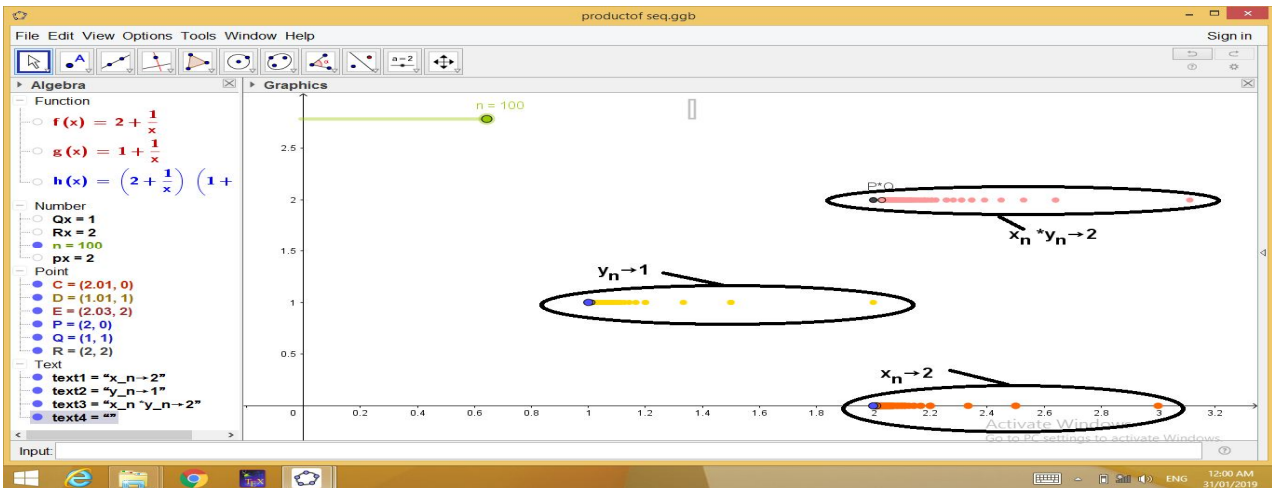 productof seq.ggb
File Edit View Options Tools Window Help
Sign in
a=2
Algebra
Graphics
Function
f(x) = 2 + 1/x
g(x) = 1 + 1/x
h(x) = (2 + 1/x) (1 +
Number
Qx = 1
Rx = 2
n = 100
px = 2
Point
C = (2.01, 0)
D = (1.01, 1)
E = (2.03, 2)
P = (2, 0)
Q = (1, 1)
R = (2, 2)
Text
text1 = “x_n→2”
text2 = “y_n→1”
text3 = “x_n *y_n→2”
text4 = “”
n = 100
2.5
2
1.5
1
0.5
P*Q
x_n *y_n→2
y_n→1
x_n→2
0 0.2 0.4 0.6 0.8 1 1.2 1.4 1.6 1.8 2 2.2 2.4 2.6 2.8 3 3.2
Activate Windows
Go to PC settings to activate Windows.
Input:
TEX
ENG
12:00 AM
31/01/2019